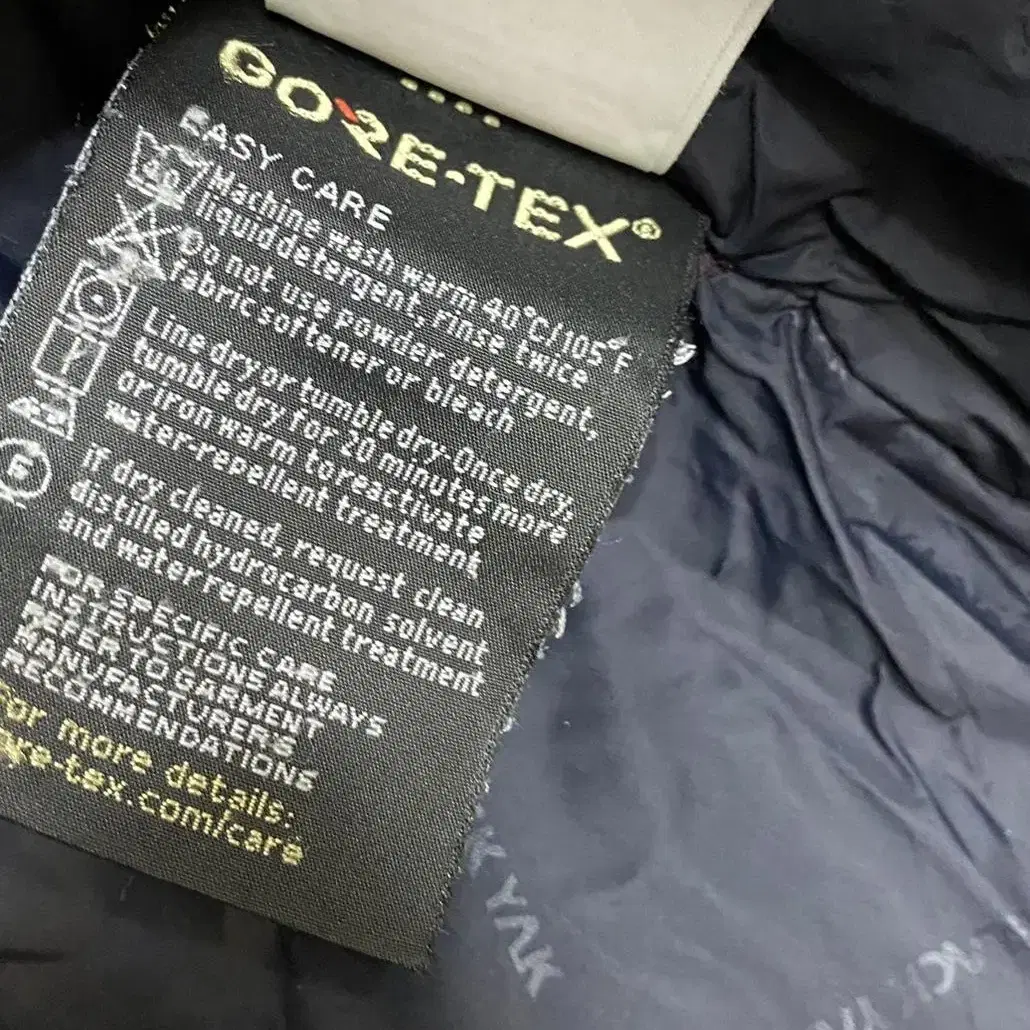 GORE-TEX®
EASY CARE
Machine wash warm 40°C/105°F
liquid detergent, rinse twice
Do not use powder detergent,
fabric softener or bleach
Line dry or tumble dry. Once dry,
tumble dry for 20 minutes more
or iron warm to reactivate
water-repellent treatment
If dry cleaned, request clean
distilled hydrocarbon solvent
and water repellent treatment
FOR SPECIFIC CARE
INSTRUCTIONS ALWAYS
REFER TO GARMENT
MANUFACTURERS
RECOMMENDATIONS
For more details:
gore-tex.com/care
K YAK